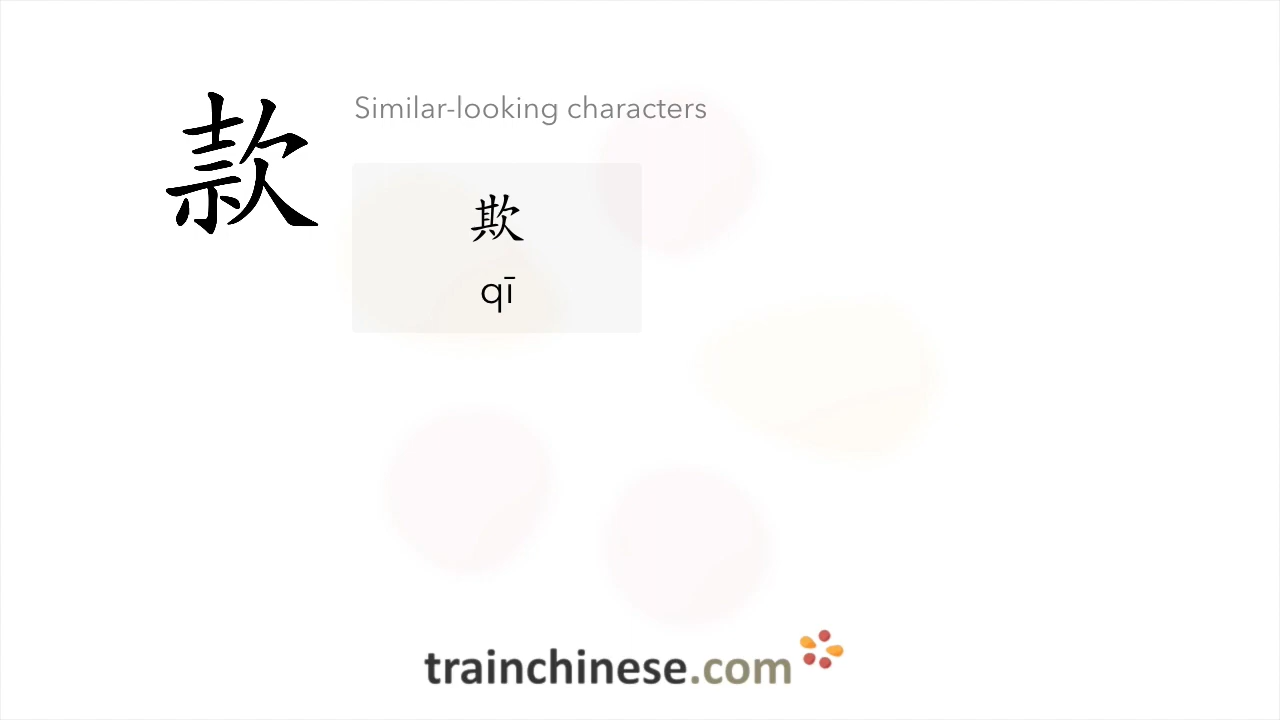 款
Similar-looking characters
欺
qī
trainchinese.com